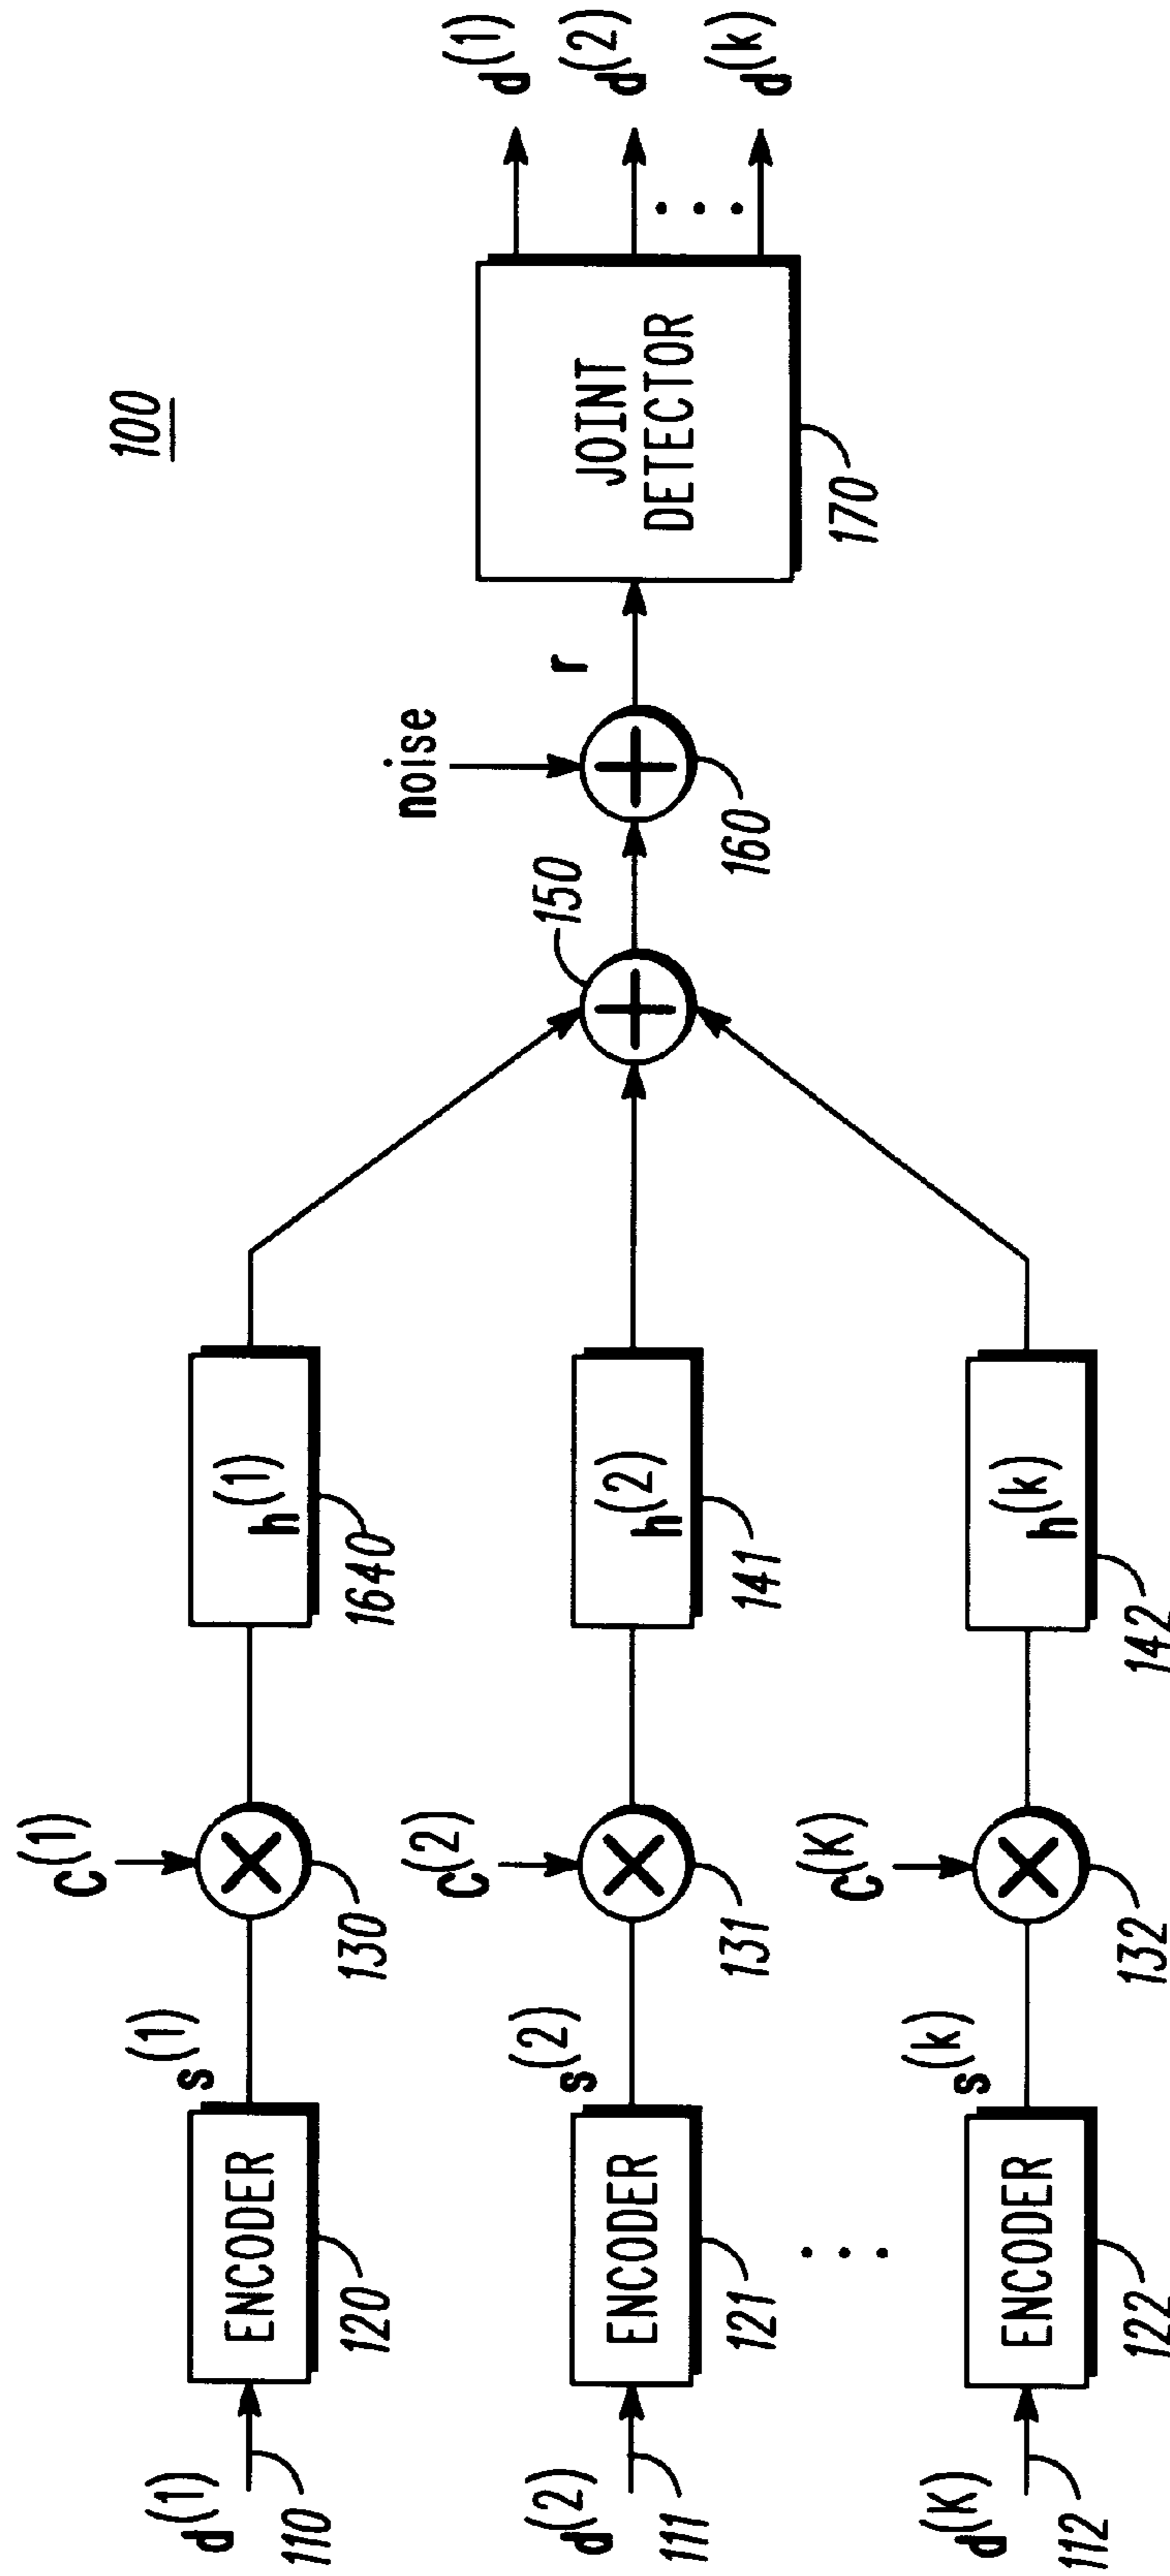 100
d(1)
110
ENCODER
120
s(1)
C(1)
130
h(1)
1640
d(2)
111
ENCODER
121
s(2)
C(2)
131
h(2)
141
d(K)
112
ENCODER
122
s(k)
C(K)
132
h(k)
142
150
noise
160
r
JOINT
DETECTOR
170
d(1)
d(2)
d(k)